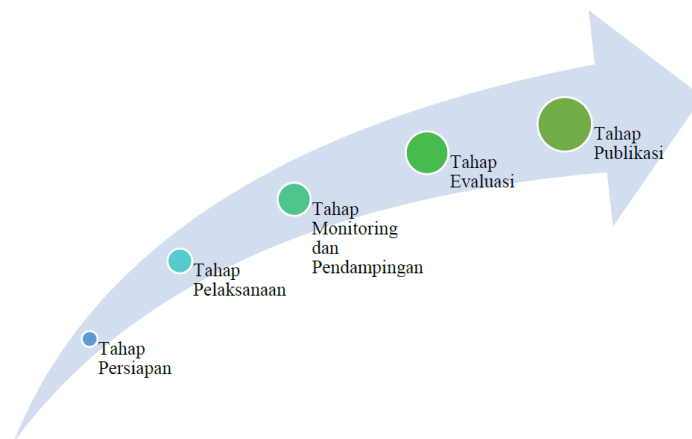 Tahap
Persiapan
Tahap
Pelaksanaan
Tahap
Monitoring
dan
Pendampingan
Tahap
Evaluasi
Tahap
Publikasi